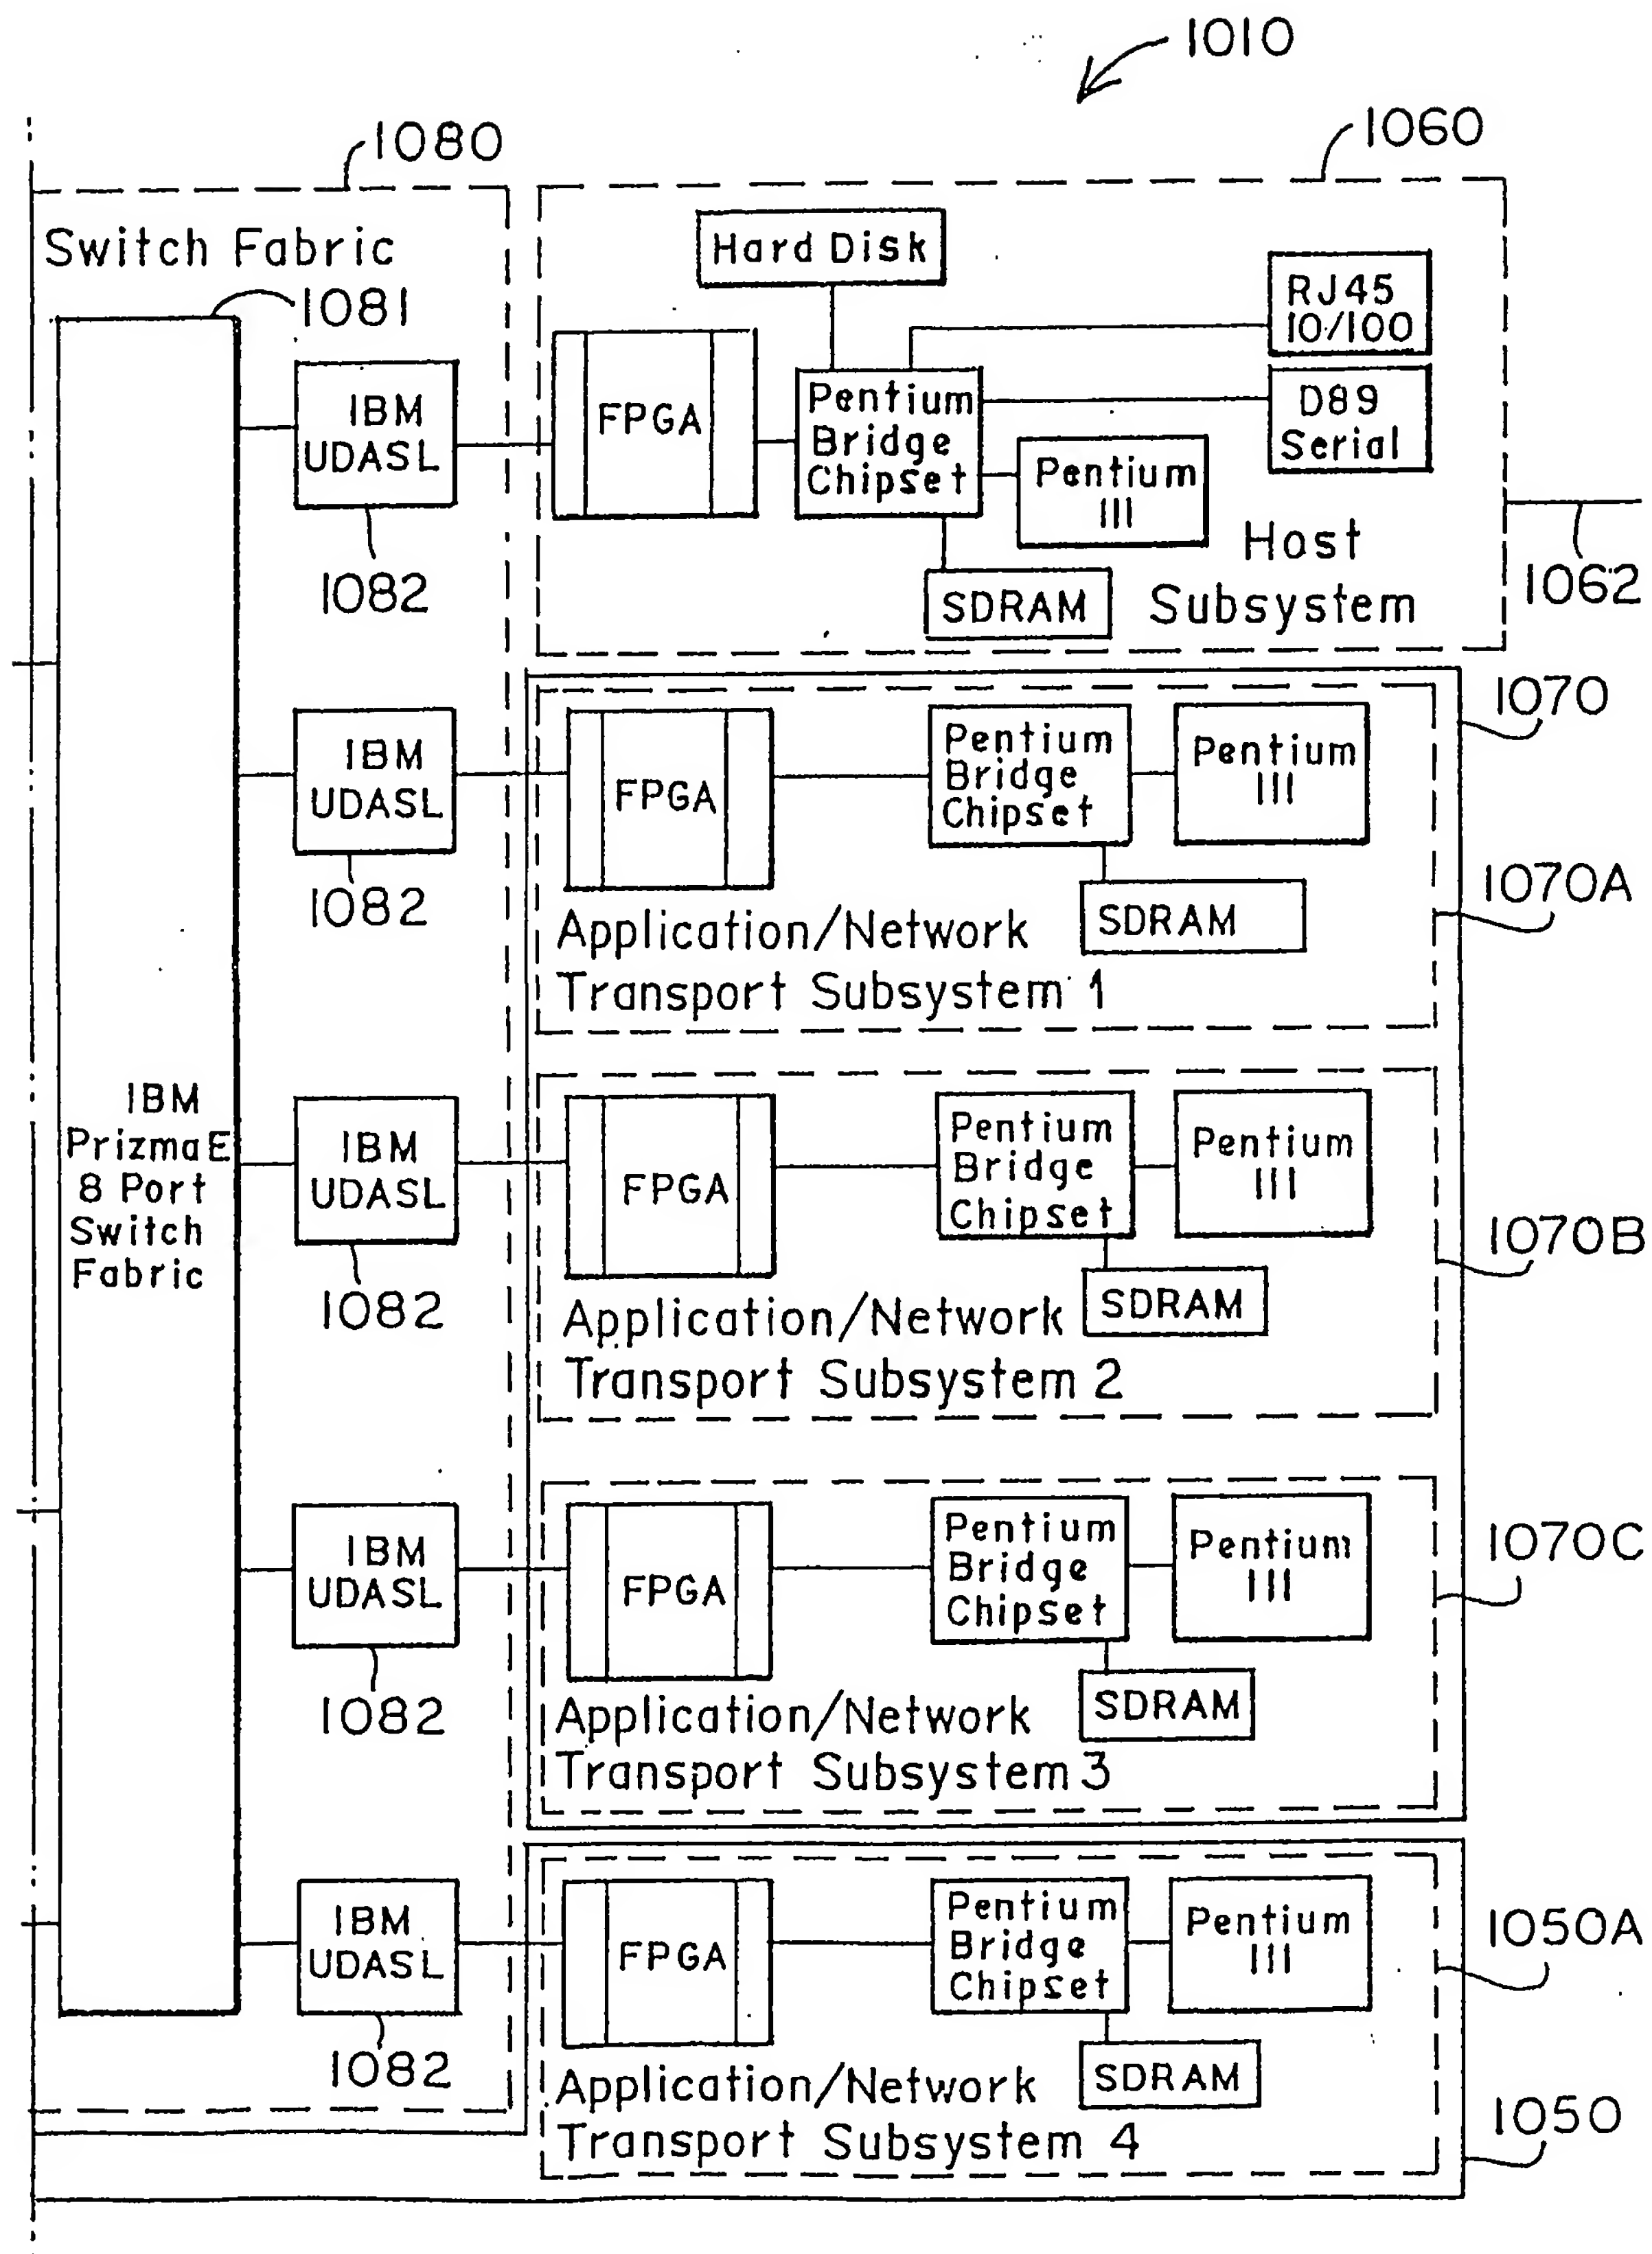 1010
1080
1060
Switch Fabric
1081
Hard Disk
RJ45
10/100
IBM
UDASL
FPGA
Pentium
Bridge
Chipset
D89
Serial
Pentium
III
Host
Subsystem
SDRAM
1082
1062
1070
IBM
UDASL
FPGA
Pentium
Bridge
Chipset
Pentium
III
1082
1070A
SDRAM
Application/Network
Transport Subsystem 1
IBM
PrizmaE
8 Port
Switch
Fabric
IBM
UDASL
FPGA
Pentium
Bridge
Chipset
Pentium
III
1070B
1082
SDRAM
Application/Network
Transport Subsystem 2
IBM
UDASL
FPGA
Pentium
Bridge
Chipset
Pentium
III
1070C
1082
SDRAM
Application/Network
Transport Subsystem 3
IBM
UDASL
FPGA
Pentium
Bridge
Chipset
Pentium
III
1050A
1082
SDRAM
Application/Network
Transport Subsystem 4
1050